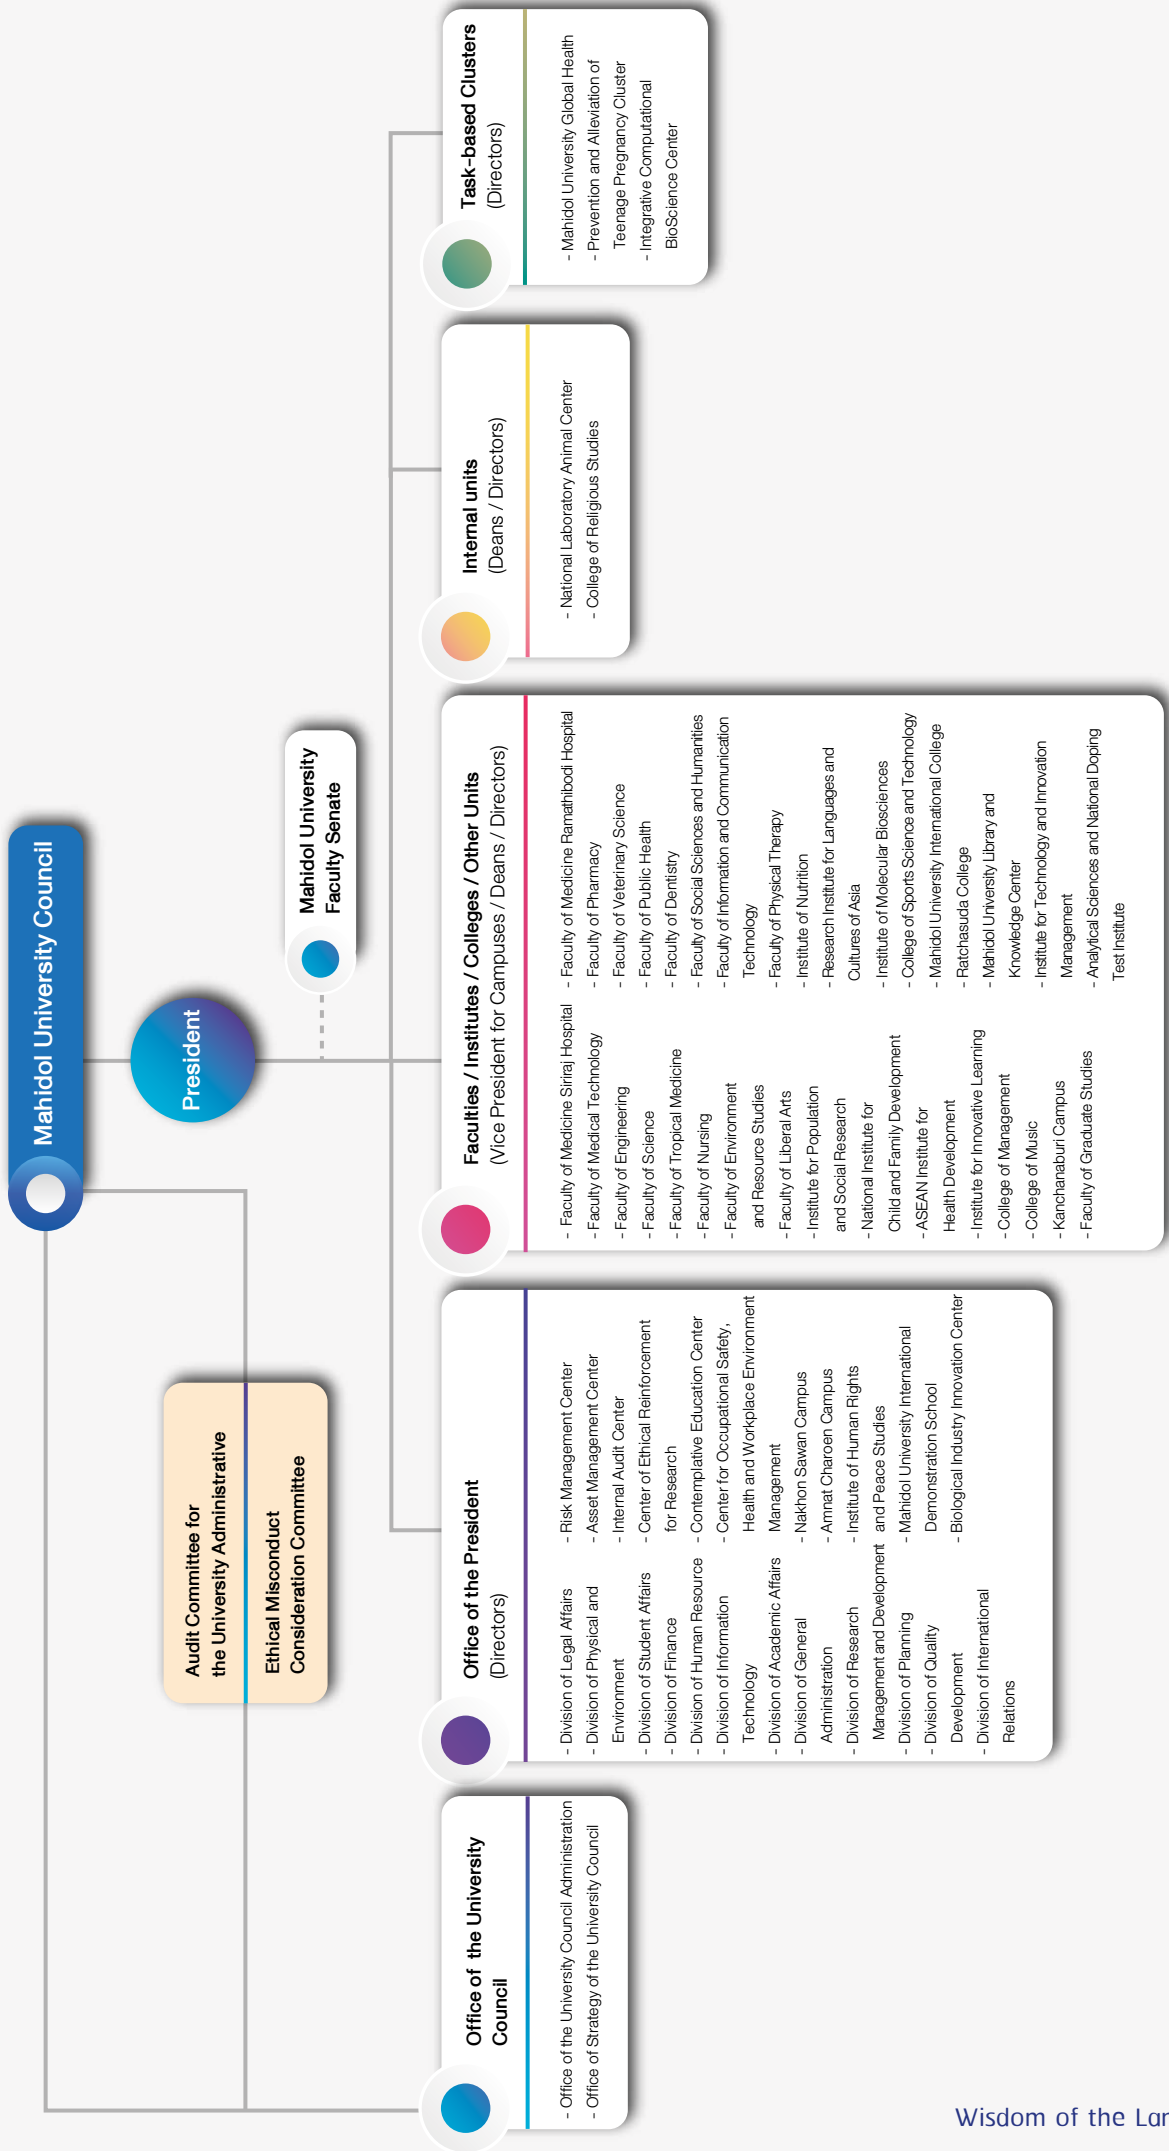 Mahidol University Council
President
Mahidol University
Faculty Senate
Audit Committee for
the University Administrative
Ethical Misconduct
Consideration Committee
Office of the University
Council
- Office of the University Council Administration
- Office of Strategy of the University Council
Office of the President
(Directors)
- Division of Legal Affairs
- Division of Physical and
Environment
- Division of Student Affairs
- Division of Finance
- Division of Human Resource
- Division of Information
Technology
- Division of Academic Affairs
- Division of General
Administration
- Division of Research
Management and Development
- Division of Planning
- Division of Quality
Development
- Division of International
Relations
- Risk Management Center
- Asset Management Center
- Internal Audit Center
- Center of Ethical Reinforcement
for Research
- Contemplative Education Center
- Center for Occupational Safety,
Health and Workplace Environment
Management
- Nakhon Sawan Campus
- Amnat Charoen Campus
- Institute of Human Rights
and Peace Studies
- Mahidol University International
Demonstration School
- Biological Industry Innovation Center
Faculties / Institutes / Colleges / Other Units
(Vice President for Campuses / Deans / Directors)
- Faculty of Medicine Siriraj Hospital
- Faculty of Medical Technology
- Faculty of Engineering
- Faculty of Science
- Faculty of Tropical Medicine
- Faculty of Nursing
- Faculty of Environment
and Resource Studies
- Faculty of Liberal Arts
- Institute for Population
and Social Research
- National Institute for
Child and Family Development
- ASEAN Institute for
Health Development
- Institute for Innovative Learning
- College of Management
- College of Music
- Kanchanaburi Campus
- Faculty of Graduate Studies
- Faculty of Medicine Ramathibodi Hospital
- Faculty of Pharmacy
- Faculty of Veterinary Science
- Faculty of Public Health
- Faculty of Dentistry
- Faculty of Social Sciences and Humanities
- Faculty of Information and Communication
Technology
- Faculty of Physical Therapy
- Institute of Nutrition
- Research Institute for Languages and
Cultures of Asia
- Institute of Molecular Biosciences
- College of Sports Science and Technology
- Mahidol University International College
- Ratchasuda College
- Mahidol University Library and
Knowledge Center
- Institute for Technology and Innovation
Management
- Analytical Sciences and National Doping
Test Institute
Internal units
(Deans / Directors)
- National Laboratory Animal Center
- College of Religious Studies
Task-based Clusters
(Directors)
- Mahidol University Global Health
- Prevention and Alleviation of
Teenage Pregnancy Cluster
- Integrative Computational
BioScience Center
Wisdom of the